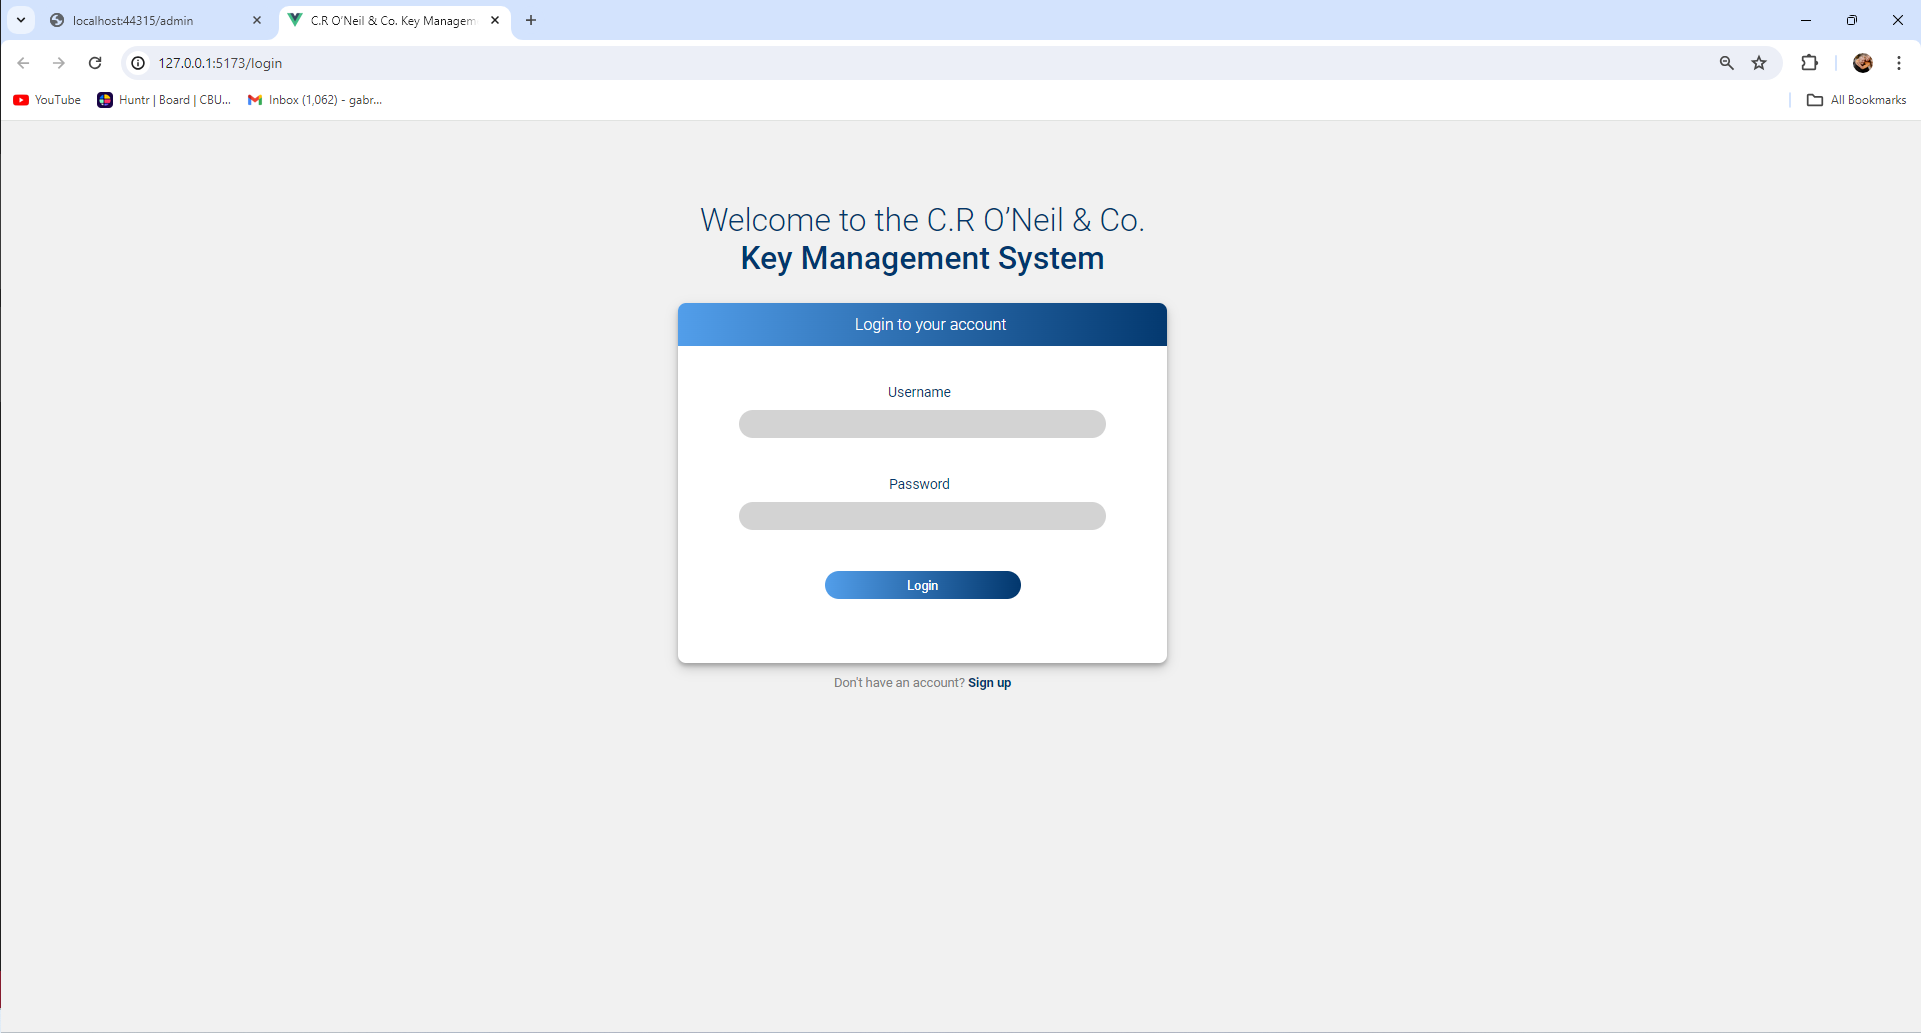 localhost:44315/admin
C.R O'Neil & Co. Key Managem
127.0.0.1:5173/login
YouTube
Huntr | Board | CBU...
Inbox (1,062) - gabr...
All Bookmarks
Welcome to the C.R O’Neil & Co.
Key Management System
Login to your account
Username
Password
Login
Don't have an account? Sign up